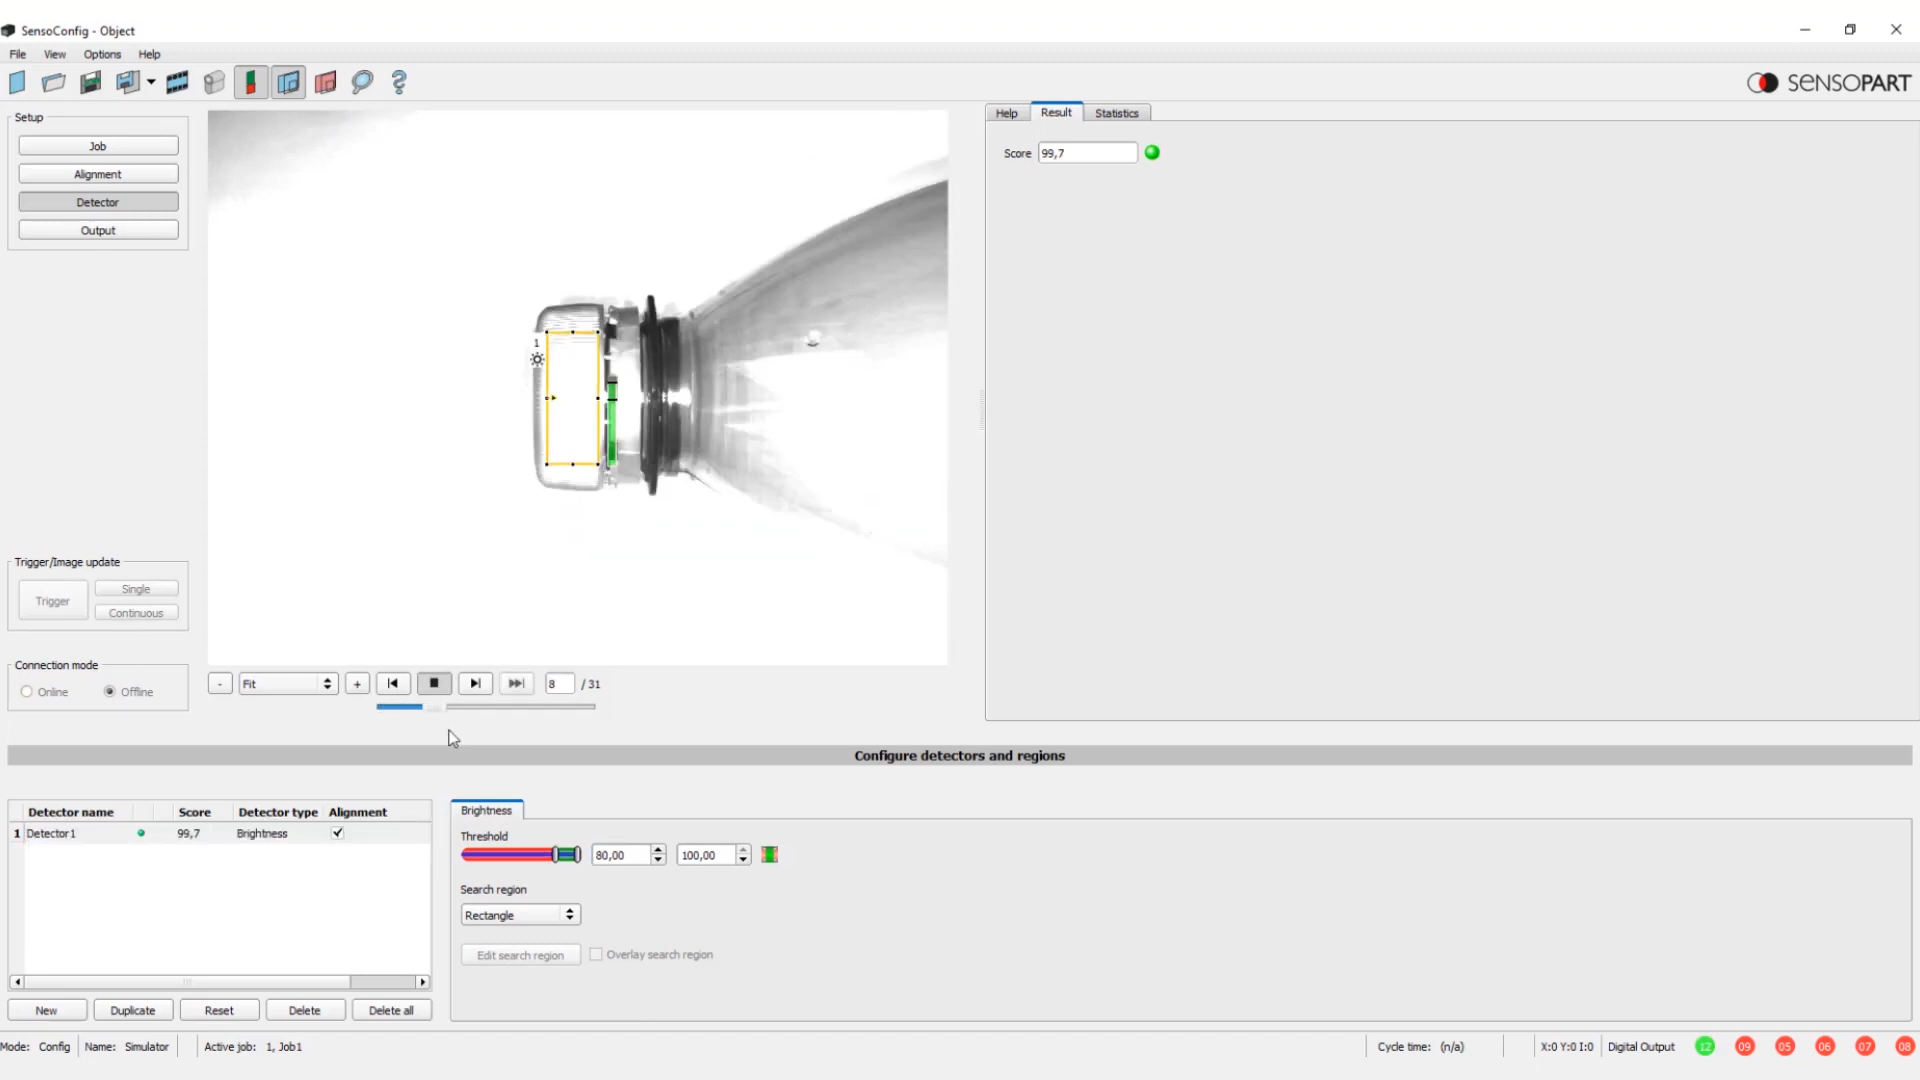 SensoConfig - Object
File View Options Help
SENSOPART
Setup
Job
Alignment
Detector
Output
Help Result Statistics
Score 99,7
1
Trigger/Image update
Trigger
Single
Continuous
Connection mode
Online Offline
- Fit + 8 / 31
Configure detectors and regions
Detector name Score Detector type Alignment
1 Detector1 99,7 Brightness
New Duplicate Reset Delete Delete all
Brightness
Threshold
80,00 100,00
Search region
Rectangle
Edit search region Overlay search region
Mode: Config Name: Simulator Active job: 1, Job1 Cycle time: (n/a) X:0 Y:0 I:0 Digital Output 12 09 05 06 07 08